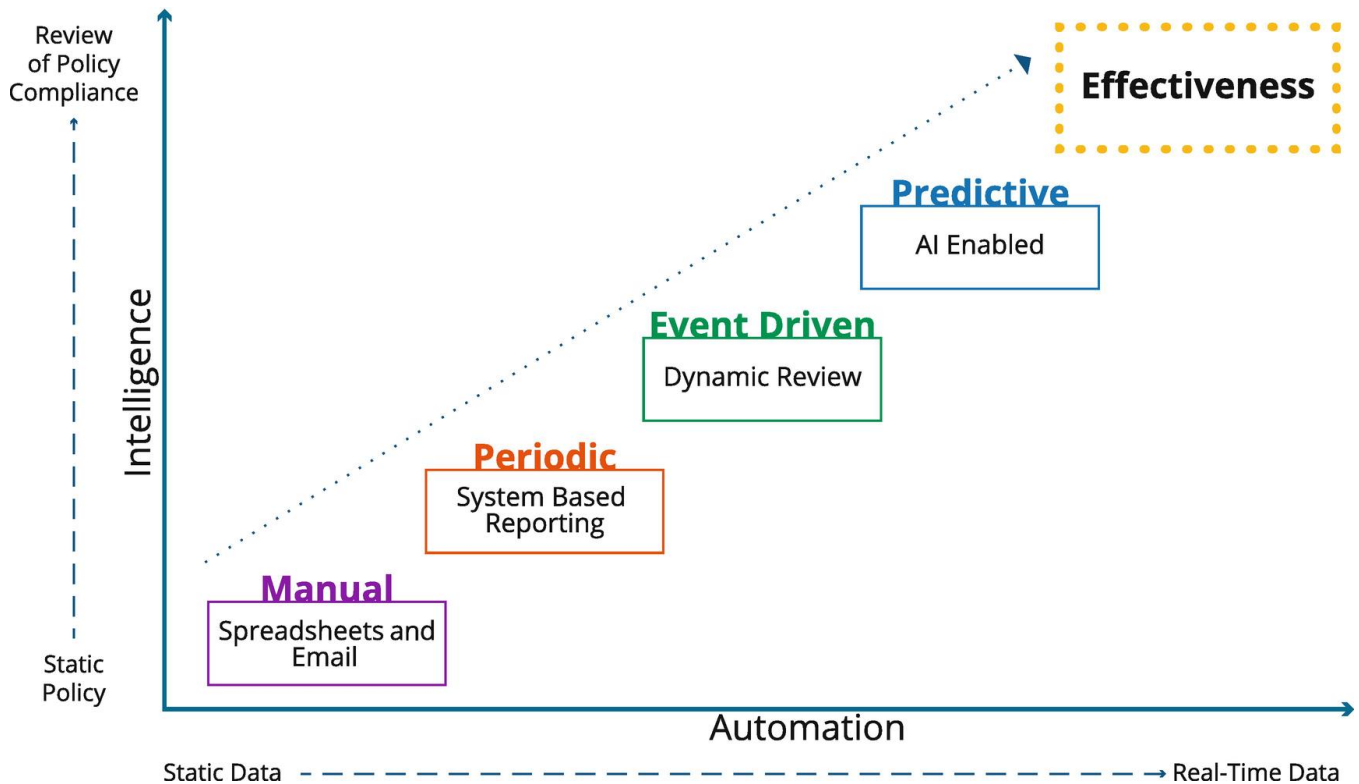 Review
of Policy
Compliance
Effectiveness
Predictive
AI Enabled
Event Driven
Dynamic Review
Intelligence
Periodic
System Based
Reporting
Manual
Spreadsheets and
Email
Static
Policy
Automation
Static Data
Real-Time Data